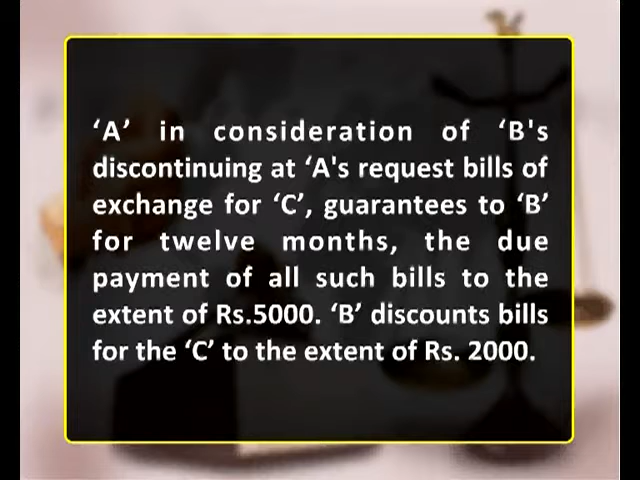 ‘A’ in consideration of ‘B's
discontinuing at ‘A's request bills of
exchange for ‘C’, guarantees to ‘B’
for twelve months, the due
payment of all such bills to the
extent of Rs.5000. ‘B’ discounts bills
for the ‘C’ to the extent of Rs. 2000.